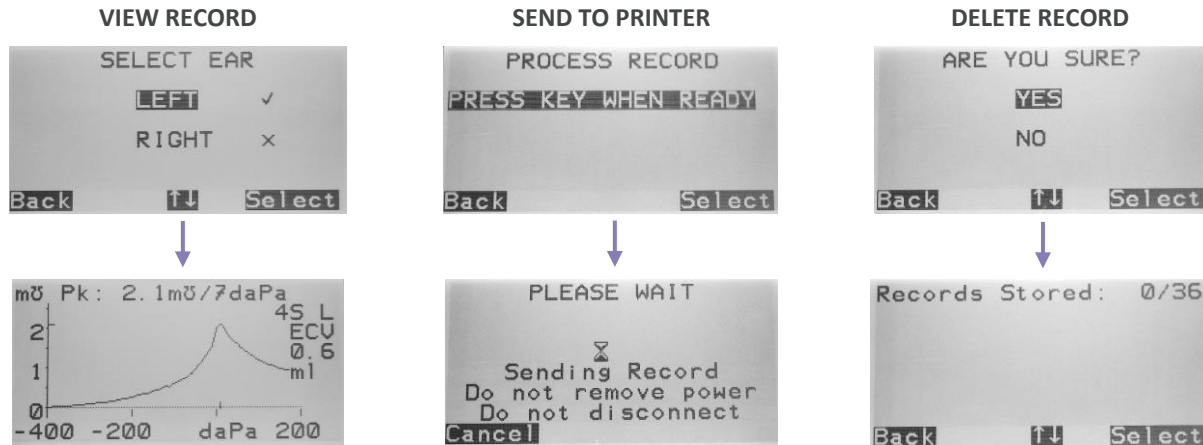 VIEW RECORD
SELECT EAR
LEFT ✓
RIGHT ×
Back ↑↓ Select
mʊ Pk: 2.1mʊ/7daPa
4S L
ECV
0.6
ml
2
1
0
-400 -200 daPa 200
SEND TO PRINTER
PROCESS RECORD
PRESS KEY WHEN READY
Back Select
PLEASE WAIT
Sending Record
Do not remove power
Do not disconnect
Cancel
DELETE RECORD
ARE YOU SURE?
YES
NO
Back ↑↓ Select
Records Stored: 0/36
Back ↑↓ Select